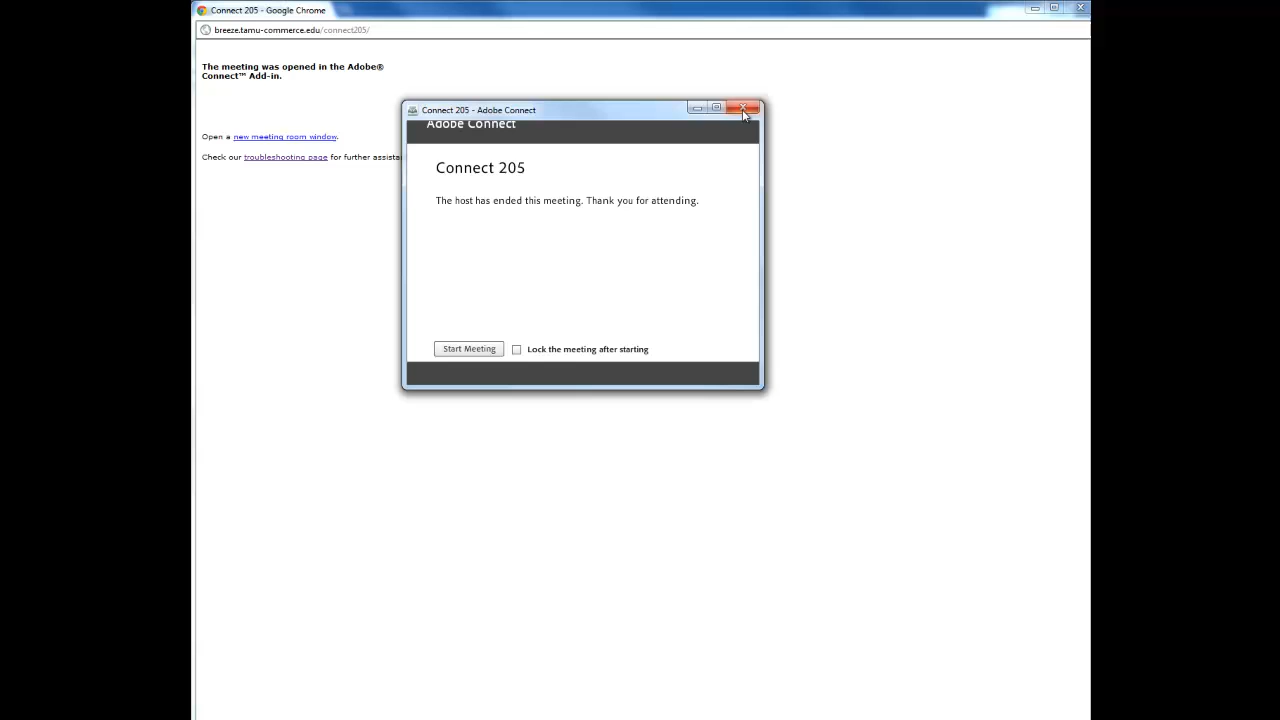 Connect 205 - Google Chrome
breeze.tamu-commerce.edu/connect205/
The meeting was opened in the Adobe®
Connect™ Add-in.
Open a new meeting room window.
Check our troubleshooting page for further assista
Connect 205 - Adobe Connect
Adobe Connect
Connect 205
The host has ended this meeting. Thank you for attending.
Start Meeting
Lock the meeting after starting